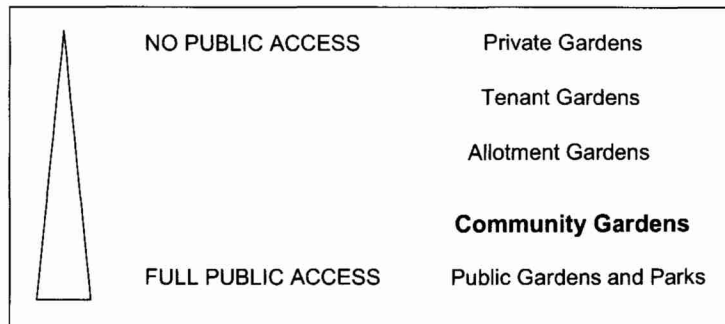 NO PUBLIC ACCESS Private Gardens
Tenant Gardens
Allotment Gardens
Community Gardens
FULL PUBLIC ACCESS Public Gardens and Parks